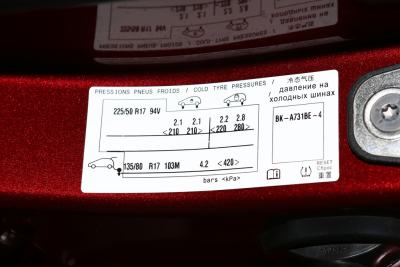 PRESSIONS PNEUS FROIDS / COLD TYRE PRESSURES / 冷态气压
/ давление на холодных шинах
225/50 R17 94V
2.1 2.1 2.2 2.8
<210 210> <220 280>
BK-A731BE-4
135/80 R17 103M 4.2 <420>
bars <kPa>
RESET
Сброс